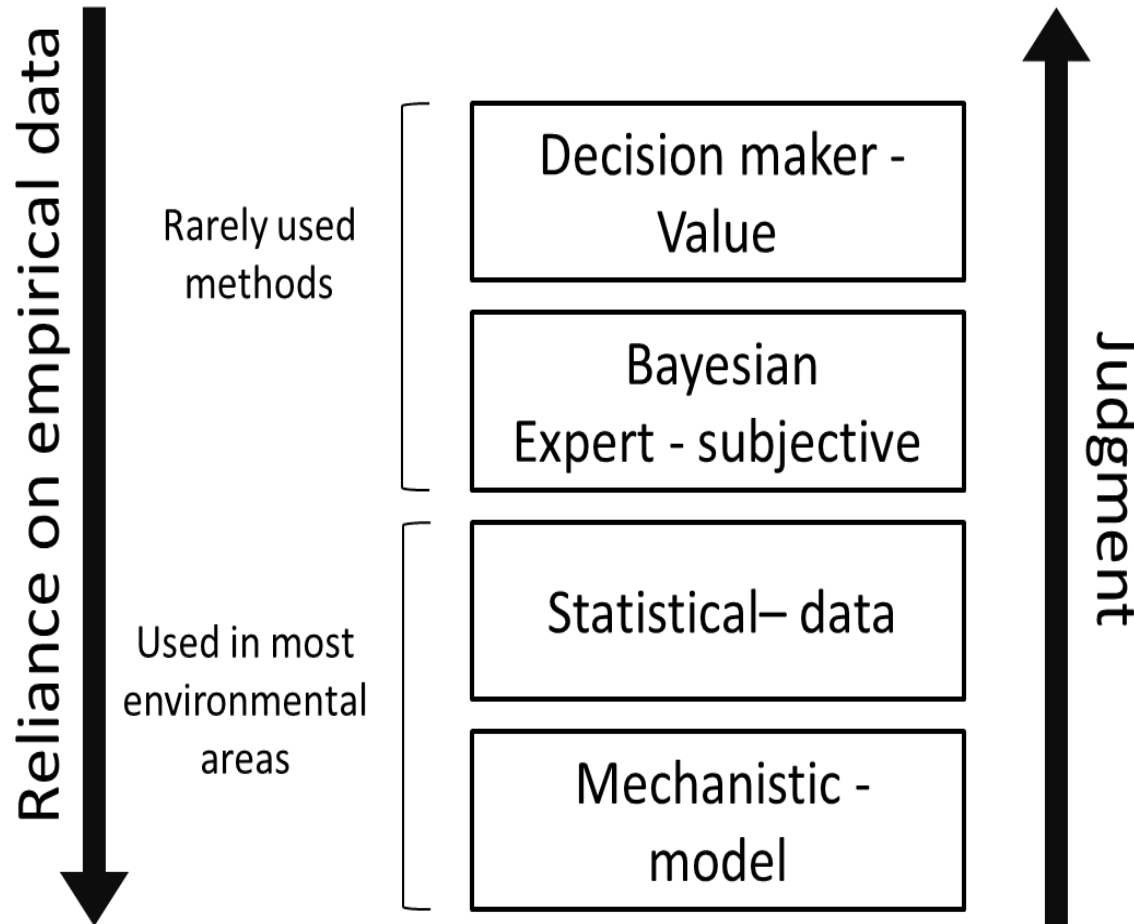 Reliance on empirical data
Rarely used
methods
Used in most
environmental
areas
Decision maker -
Value
Bayesian
Expert - subjective
Statistical– data
Mechanistic -
model
Judgment